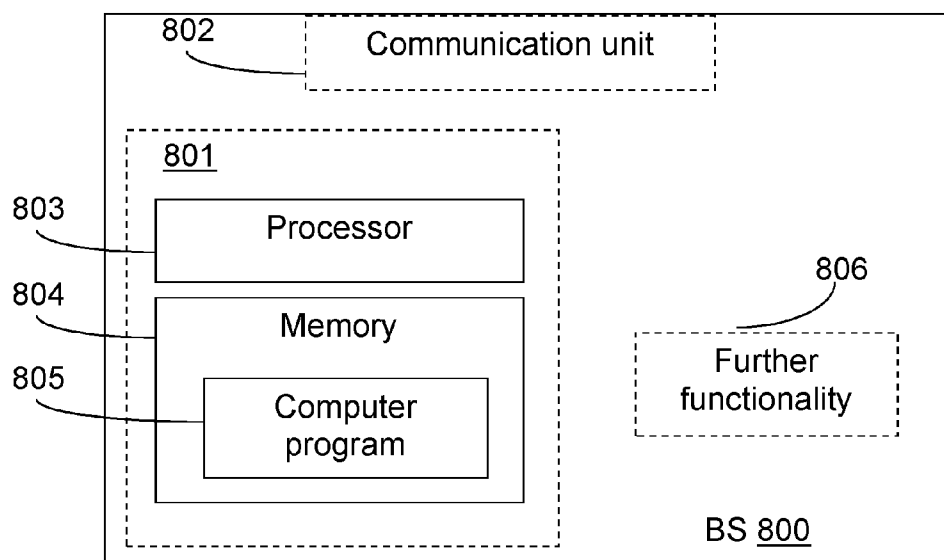 802
Communication unit
801
803
Processor
804
Memory
805
Computer
program
806
Further
functionality
BS 800